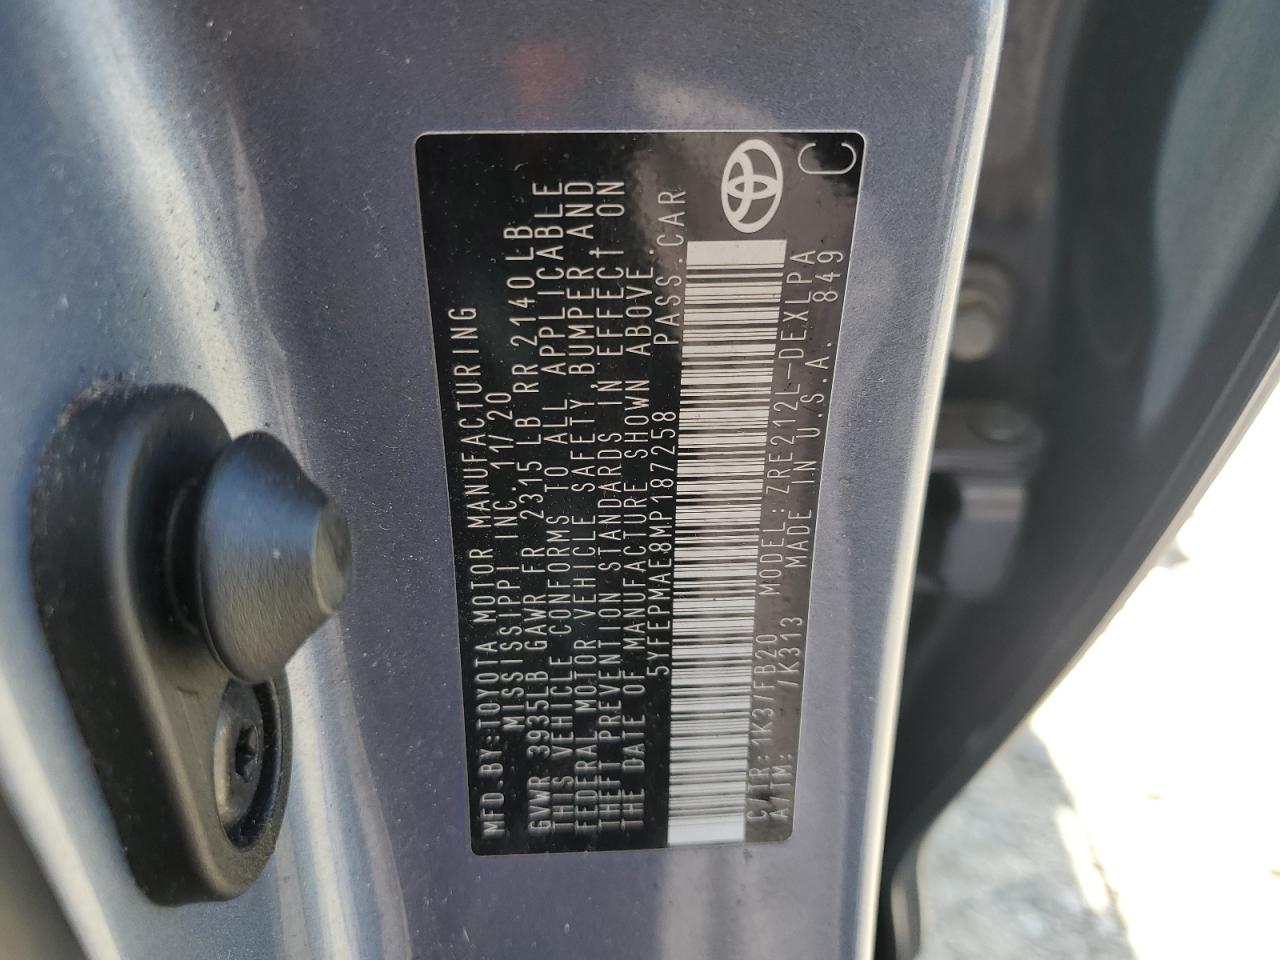 MFD.BY:TOYOTA MOTOR MANUFACTURING
MISSISSIPPI INC. 11/20
GVWR 3935LB GAWR FR 2315LB RR 2140LB
THIS VEHICLE CONFORMS TO ALL APPLICABLE
FEDERAL MOTOR VEHICLE SAFETY,BUMPER AND
THEFT PREVENTION STANDARDS IN EFFECT ON
THE DATE OF MANUFACTURE SHOWN ABOVE.
5YFEPMAE8MP187258 PASS.CAR
C/TR:1K3/FB20 MODEL:ZRE212L-DEXLPA
A/TM: /K313 MADE IN U.S.A. 849
C